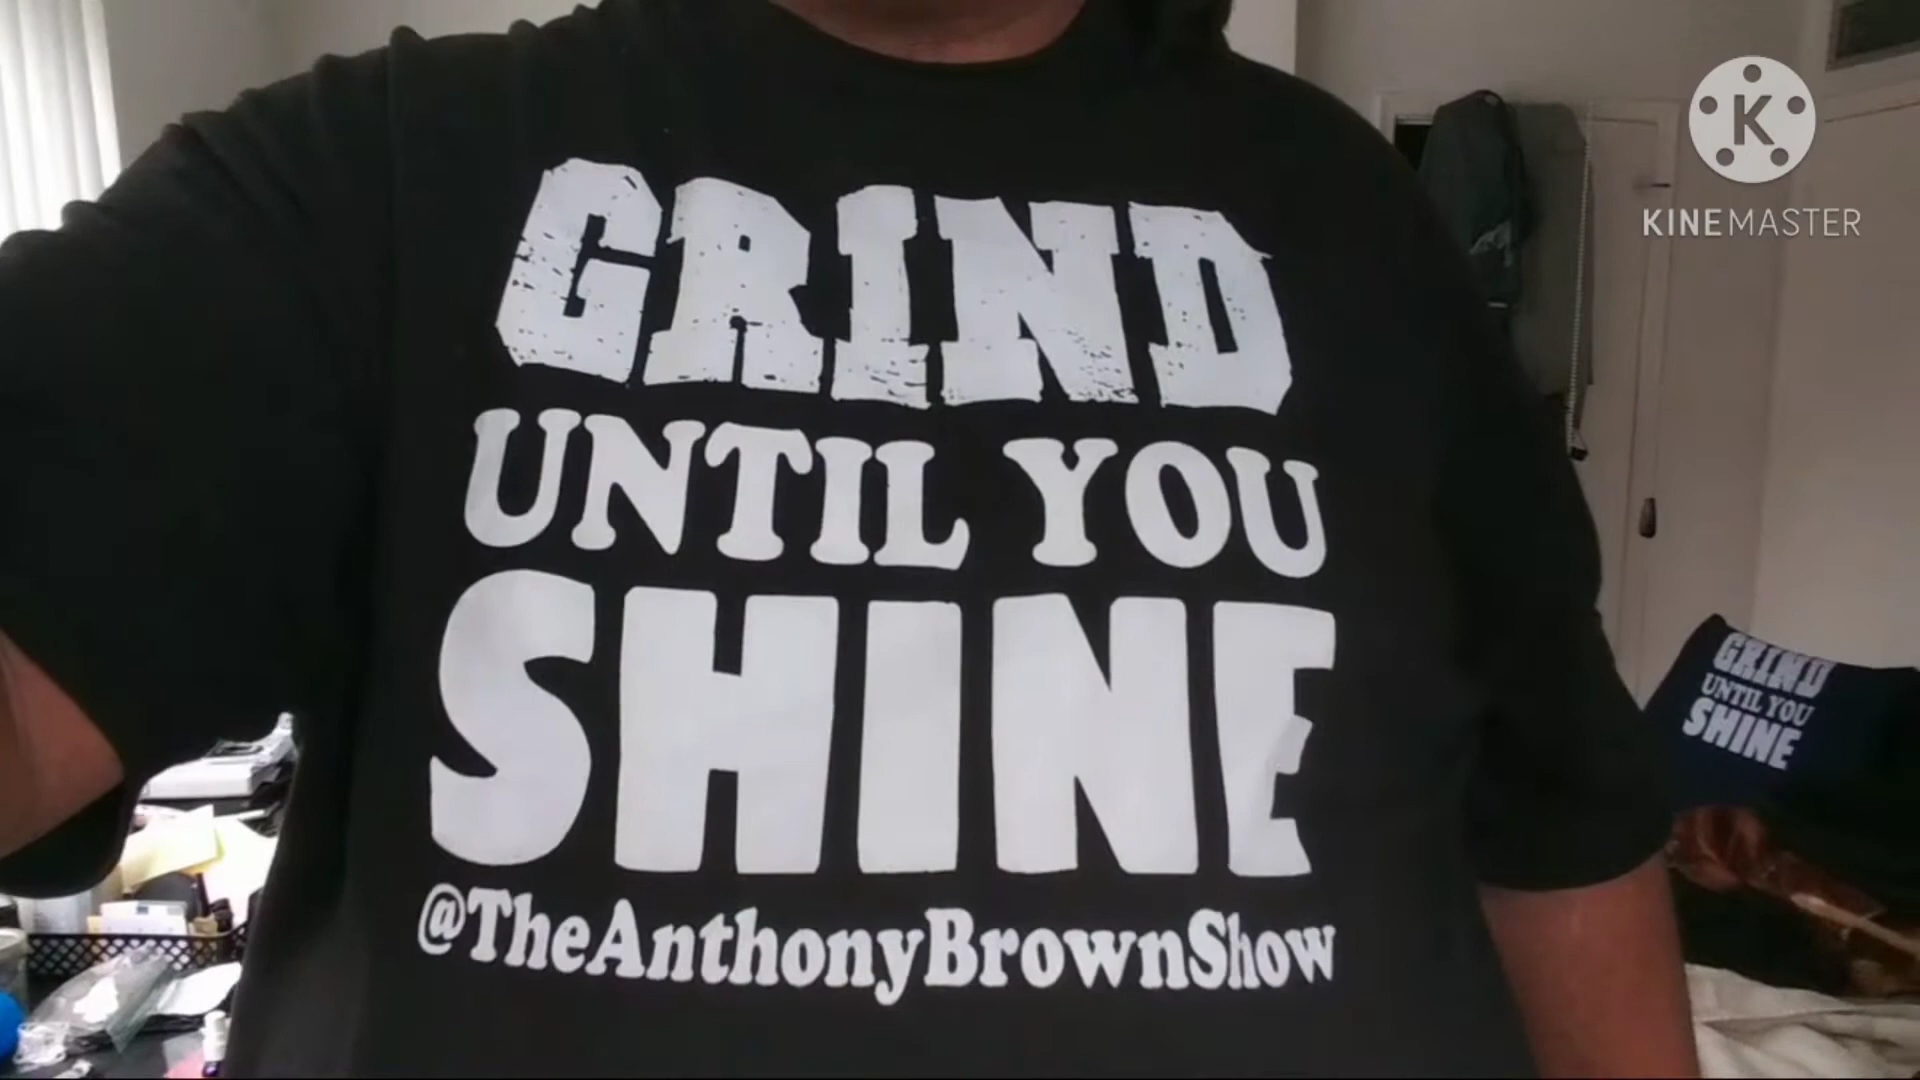 GRIND
UNTIL YOU
SHINE
@TheAnthonyBrownShow
K
KINEMASTER
GRIND
UNTIL YOU
SHINE